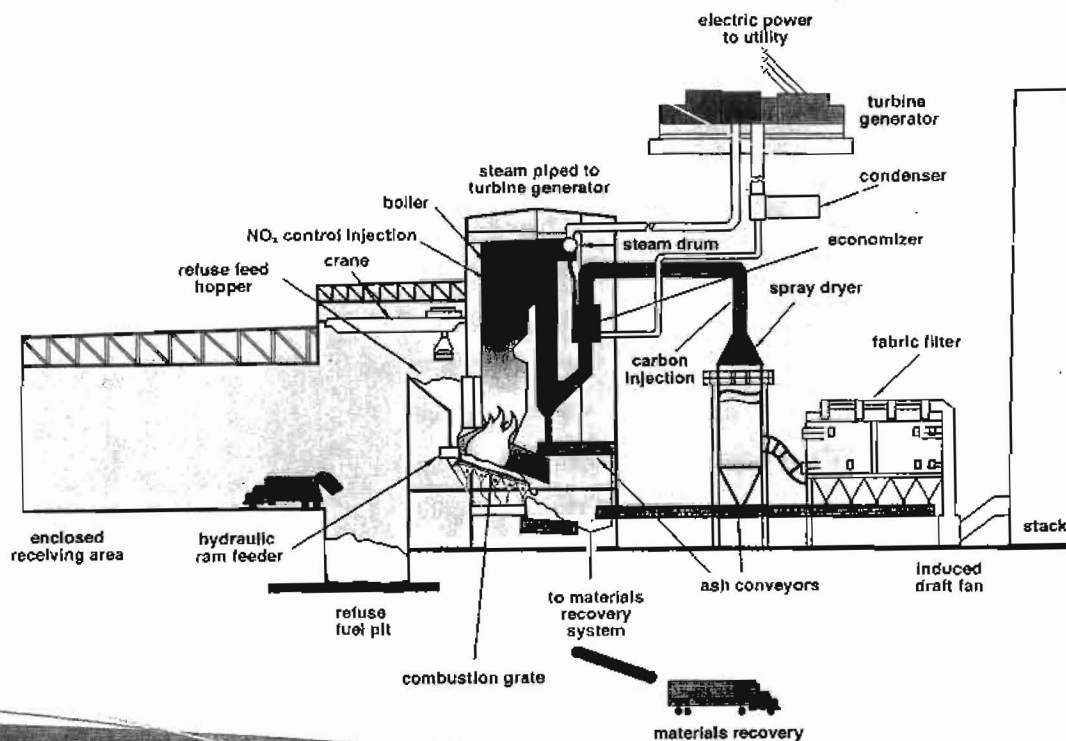 electric power
to utility
turbine
generator
steam piped to
turbine generator
condenser
boiler
NOx control injection
steam drum
economizer
crane
refuse feed
hopper
spray dryer
fabric filter
carbon
injection
enclosed
receiving area
hydraulic
ram feeder
stack
ash conveyors
induced
draft fan
refuse
fuel pit
to materials
recovery
system
combustion grate
materials recovery